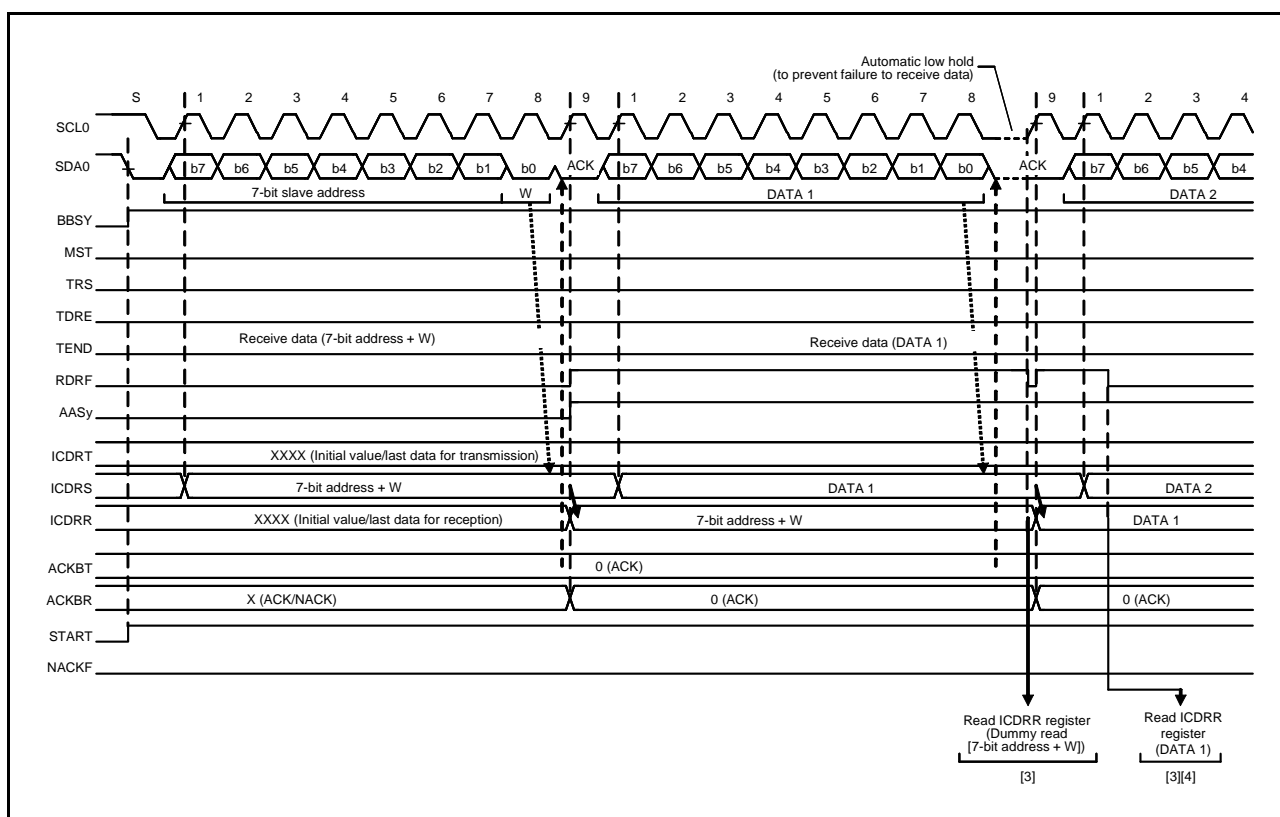 Automatic low hold
(to prevent failure to receive data)
S 1 2 3 4 5 6 7 8 9 1 2 3 4 5 6 7 8 9 1 2 3 4
SCL0
SDA0 b7 b6 b5 b4 b3 b2 b1 b0 ACK b7 b6 b5 b4 b3 b2 b1 b0 ACK b7 b6 b5 b4
7-bit slave address W DATA 1 DATA 2
BBSY
MST
TRS
TDRE
Receive data (7-bit address + W) Receive data (DATA 1)
TEND
RDRF
AASy
ICDRT XXXX (Initial value/last data for transmission)
ICDRS 7-bit address + W DATA 1 DATA 2
ICDRR XXXX (Initial value/last data for reception) 7-bit address + W DATA 1
ACKBT 0 (ACK)
ACKBR X (ACK/NACK) 0 (ACK) 0 (ACK)
START
NACKF
Read ICDRR register
(Dummy read
[7-bit address + W])
[3]
Read ICDRR
register
(DATA 1)
[3][4]